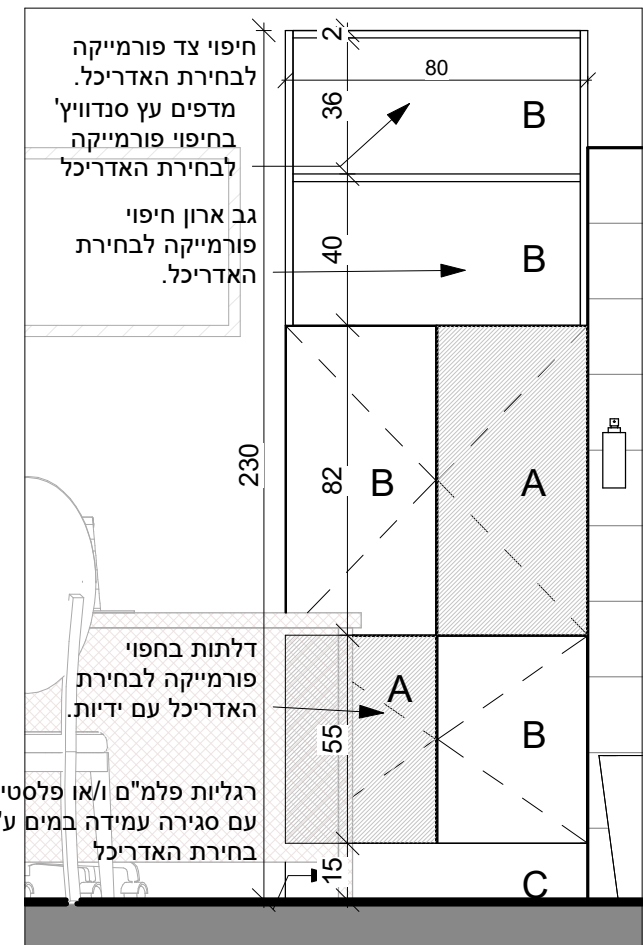 חיפוי צד פורמייקה
לבחירת האדריכל.
מדפים עץ סנדוויץ'
בחיפוי פורמייקה
לבחירת האדריכל
גב ארון חיפוי
פורמייקה לבחירת
האדריכל.
דלתות בחפוי
פורמייקה לבחירת
האדריכל עם ידיות.
רגליות פלמ"ם ו/או פלסטי
עם סגירה עמידה במים ע"
בחירת האדריכל
2
80
36
B
40
B
230
82
B
A
A
55
B
15
C